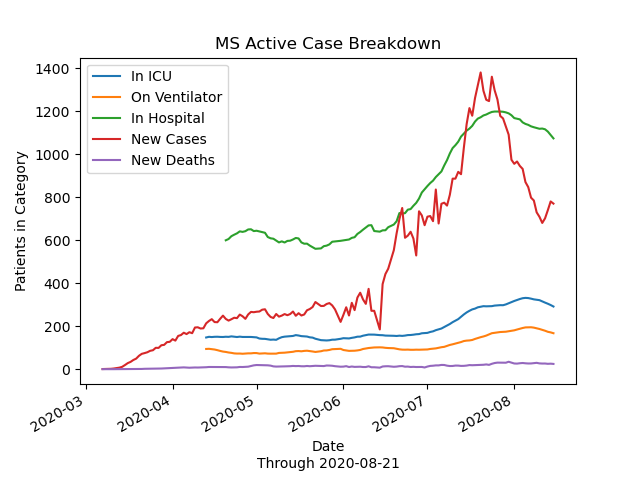 MS Active Case Breakdown
In ICU
On Ventilator
In Hospital
New Cases
New Deaths
Patients in Category
1400
1200
1000
800
600
400
200
0
2020-03
2020-04
2020-05
2020-06
2020-07
2020-08
Date
Through 2020-08-21